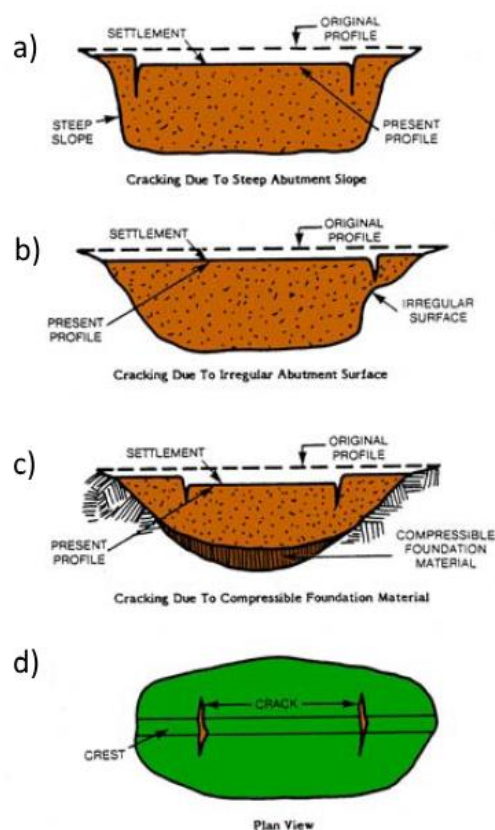 a)
SETTLEMENT
ORIGINAL
PROFILE
STEEP
SLOPE
PRESENT
PROFILE
Cracking Due To Steep Abutment Slope
b)
SETTLEMENT
ORIGINAL
PROFILE
PRESENT
PROFILE
IRREGULAR
SURFACE
Cracking Due To Irregular Abutment Surface
c)
SETTLEMENT
ORIGINAL
PROFILE
PRESENT
PROFILE
COMPRESSIBLE
FOUNDATION
MATERIAL
Cracking Due To Compressible Foundation Material
d)
CRACK
CREST
Plan View